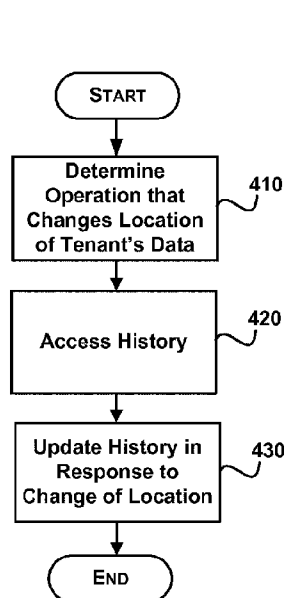 START
Determine
Operation that
Changes Location
of Tenant's Data
410
Access History
420
Update History in
Response to
Change of Location
430
END